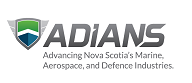 ADIANS
Advancing Nova Scotia's Marine,
Aerospace, and Defence Industries.